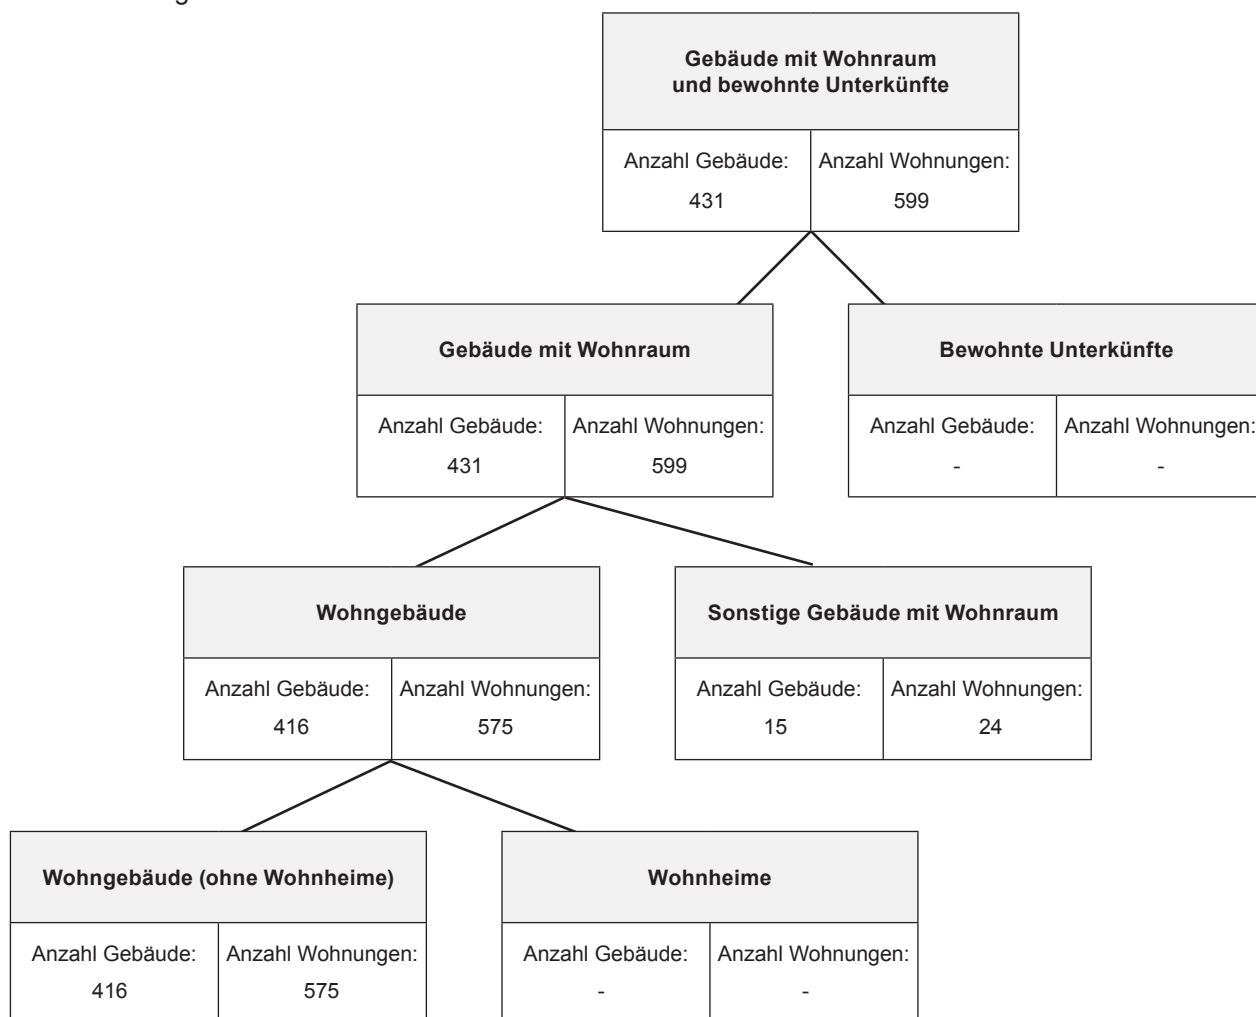 Gebäude mit Wohnraum
und bewohnte Unterkünfte
Anzahl Gebäude: Anzahl Wohnungen:
431 599
Gebäude mit Wohnraum
Anzahl Gebäude: Anzahl Wohnungen:
431 599
Bewohnte Unterkünfte
Anzahl Gebäude: Anzahl Wohnungen:
- -
Wohngebäude
Anzahl Gebäude: Anzahl Wohnungen:
416 575
Sonstige Gebäude mit Wohnraum
Anzahl Gebäude: Anzahl Wohnungen:
15 24
Wohngebäude (ohne Wohnheime)
Anzahl Gebäude: Anzahl Wohnungen:
416 575
Wohnheime
Anzahl Gebäude: Anzahl Wohnungen:
- -